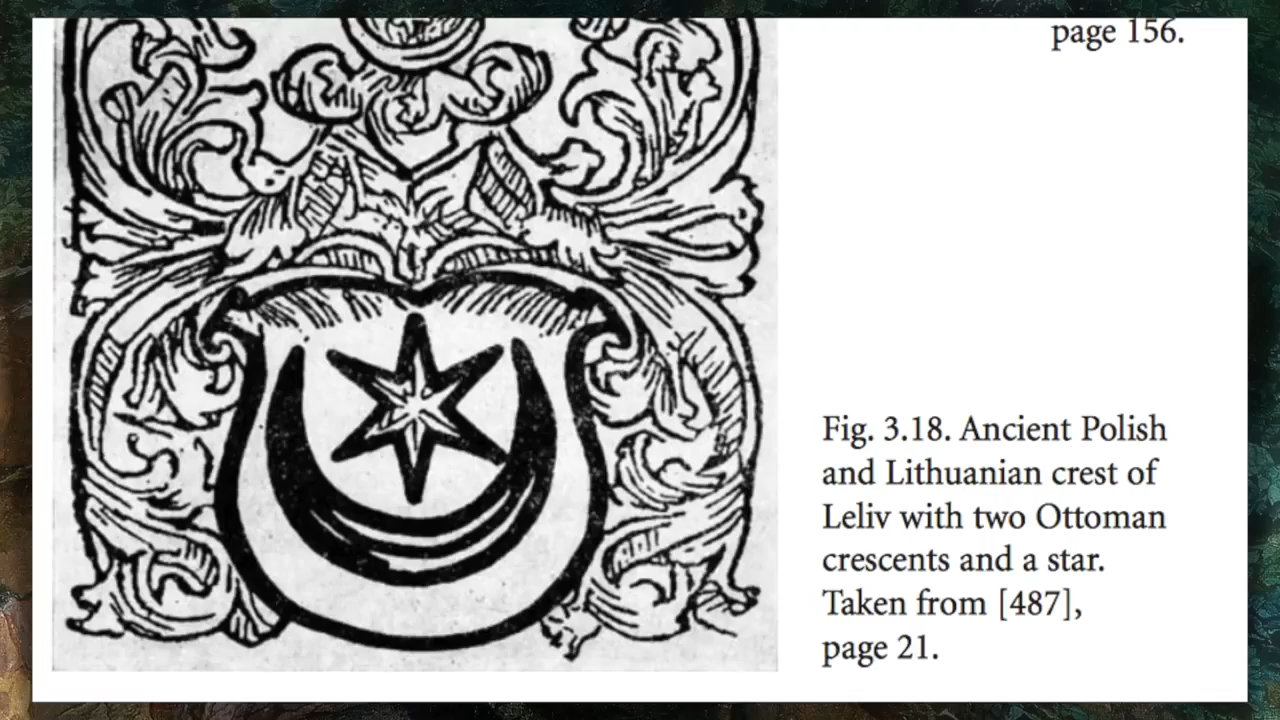 page 156.
Fig. 3.18. Ancient Polish
and Lithuanian crest of
Leliv with two Ottoman
crescents and a star.
Taken from [487],
page 21.